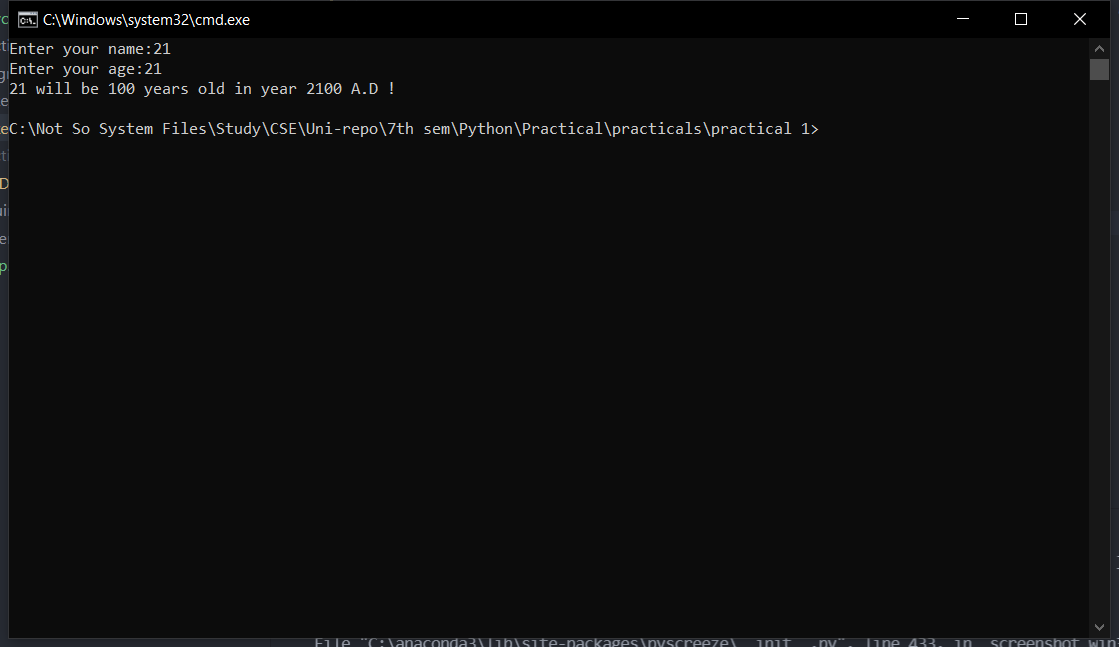 C:\Windows\system32\cmd.exe
Enter your name:21
Enter your age:21
21 will be 100 years old in year 2100 A.D !
C:\Not So System Files\Study\CSE\Uni-repo\7th sem\Python\Practical\practicals\practical 1>
File "C:\anaconda3\lib\site-packages\pyscreeze\__init__.py", line 433, in _screenshot_win